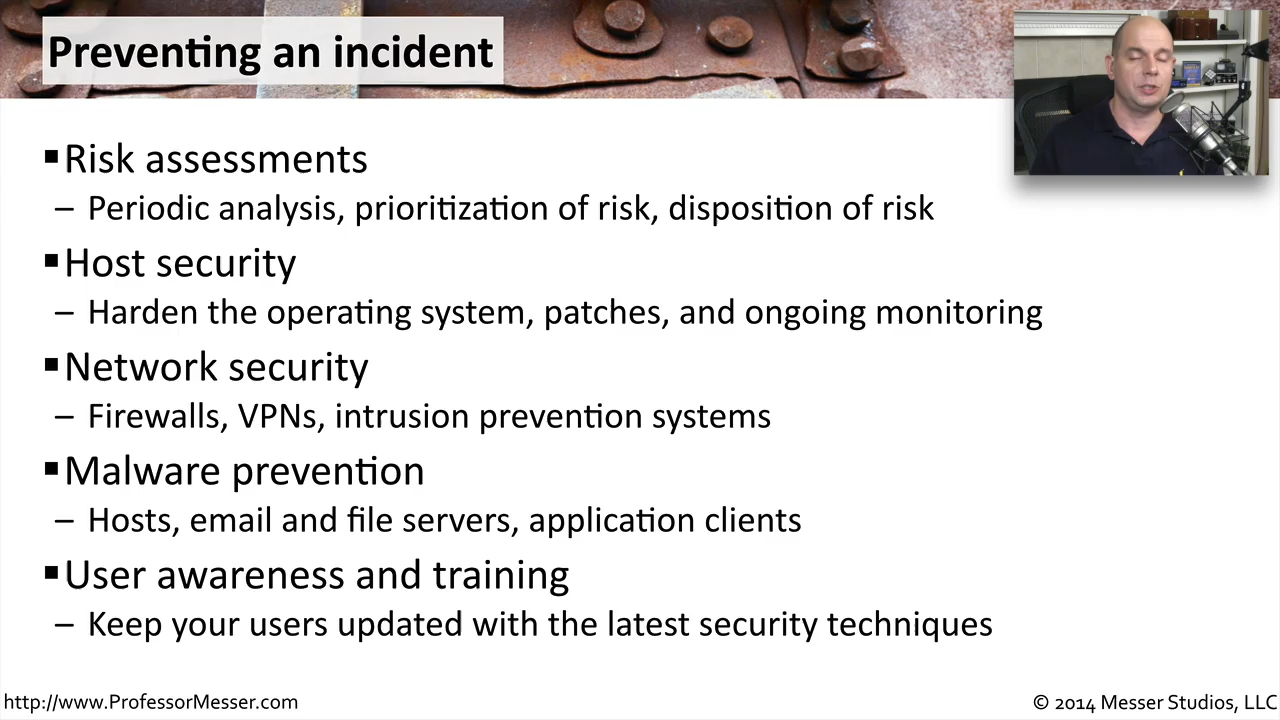 Preventing an incident
▪Risk assessments
– Periodic analysis, prioritization of risk, disposition of risk
▪Host security
– Harden the operating system, patches, and ongoing monitoring
▪Network security
– Firewalls, VPNs, intrusion prevention systems
▪Malware prevention
– Hosts, email and file servers, application clients
▪User awareness and training
– Keep your users updated with the latest security techniques
http://www.ProfessorMesser.com
© 2014 Messer Studios, LLC